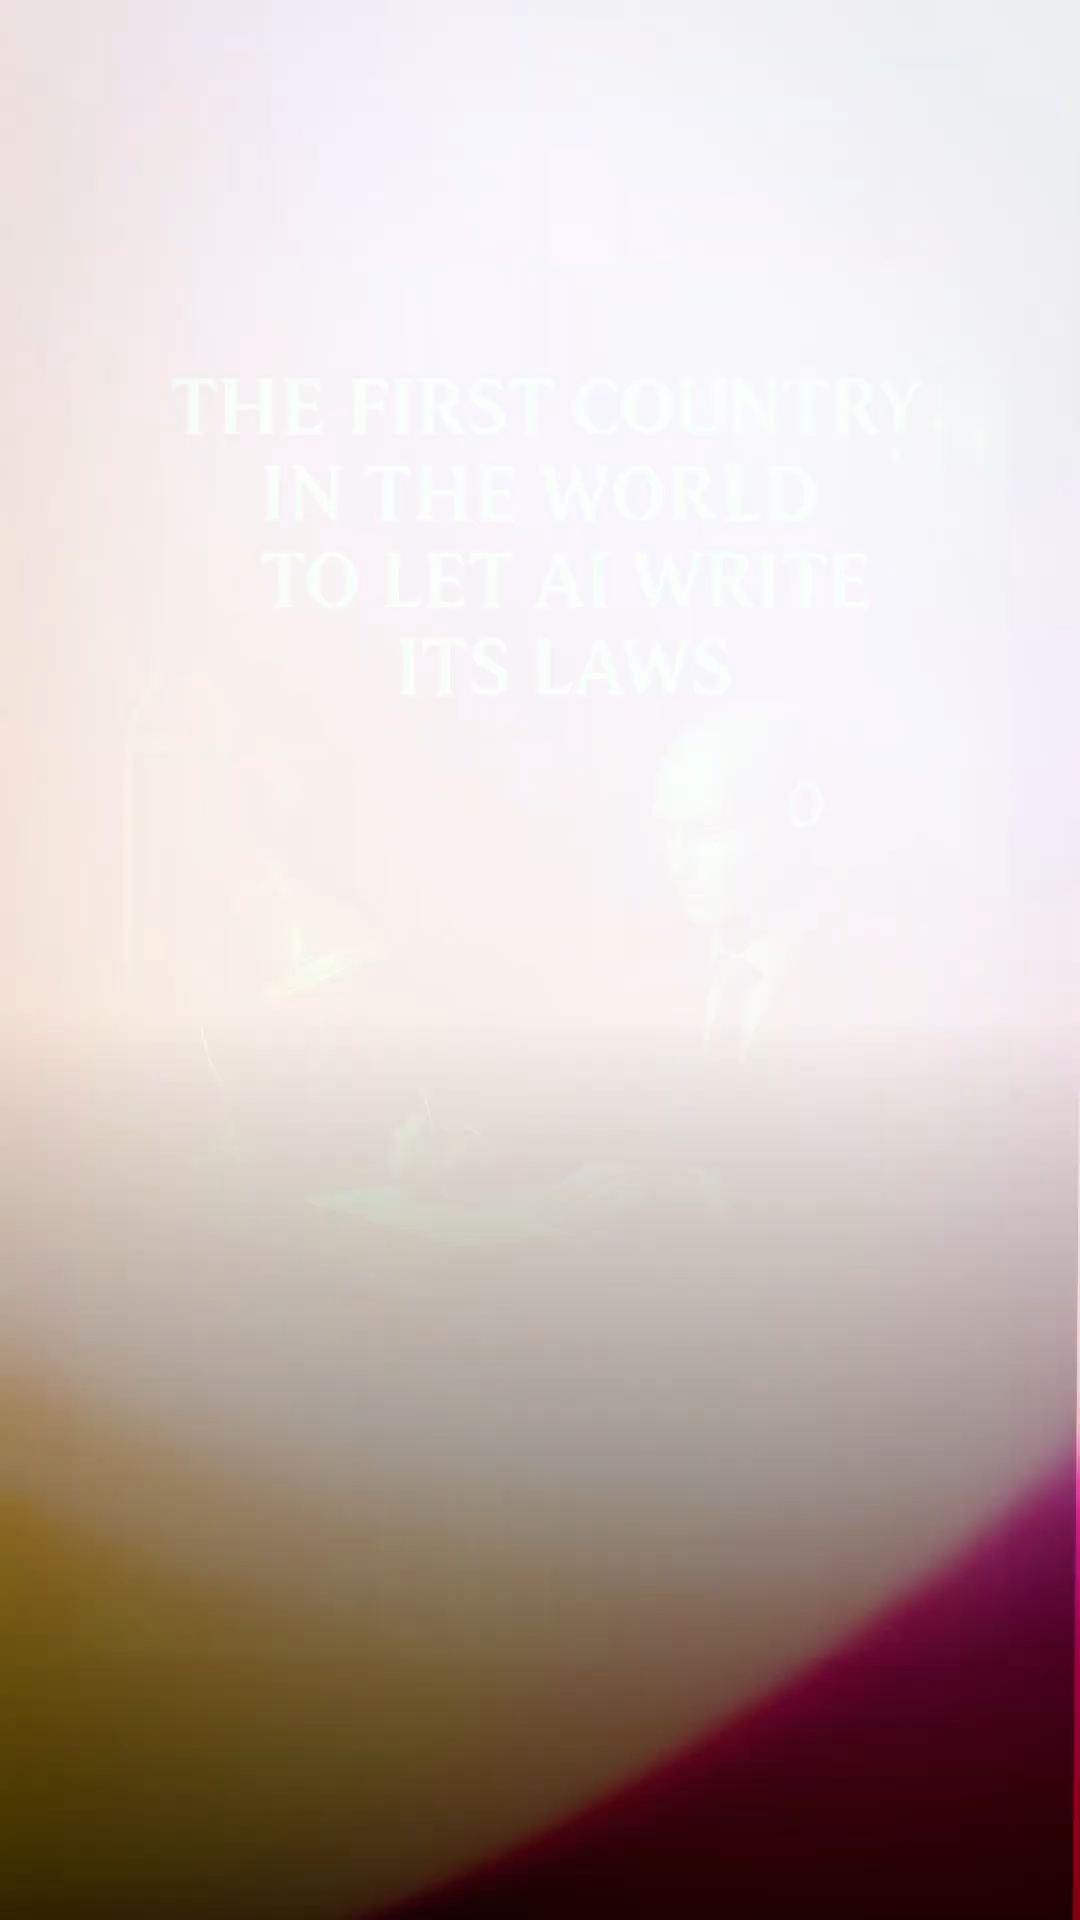 THE FIRST COUNTRY
IN THE WORLD
TO LET AI WRITE
ITS LAWS